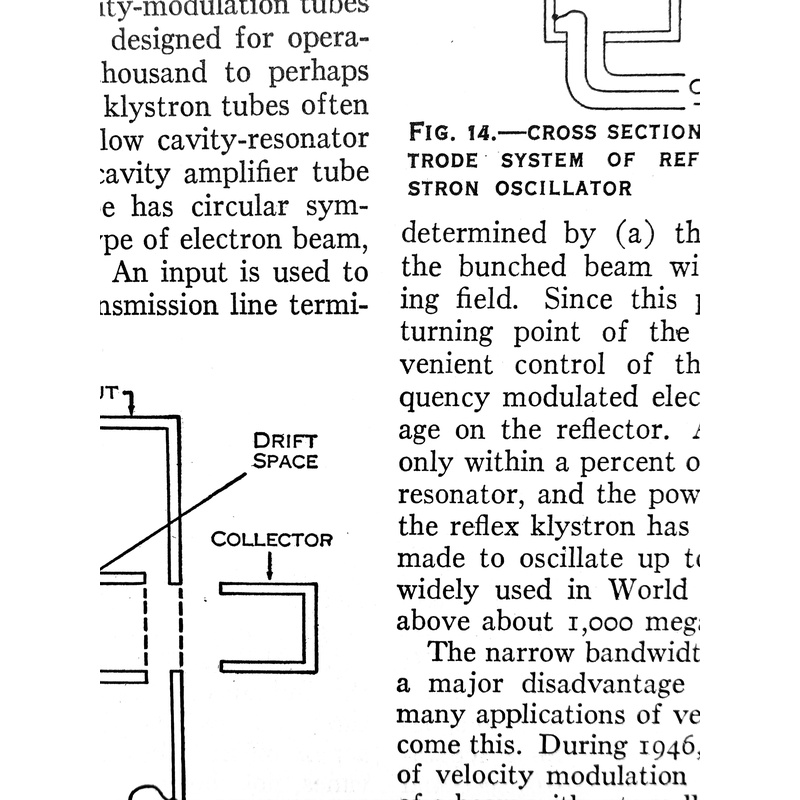 ity-modulation tubes
designed for opera-
housand to perhaps
klystron tubes often
low cavity-resonator
cavity amplifier tube
e has circular sym-
pe of electron beam,
An input is used to
nsmission line termi-
UT
DRIFT
SPACE
COLLECTOR
FIG. 14.—CROSS SECTION
TRODE SYSTEM OF REF
STRON OSCILLATOR
determined by (a) th
the bunched beam wi
ing field. Since this
turning point of the
venient control of th
quency modulated elec
age on the reflector.
only within a percent o
resonator, and the pow
the reflex klystron has
made to oscillate up t
widely used in World
above about 1,000 meg
The narrow bandwidt
a major disadvantage
many applications of ve
come this. During 1946,
of velocity modulation